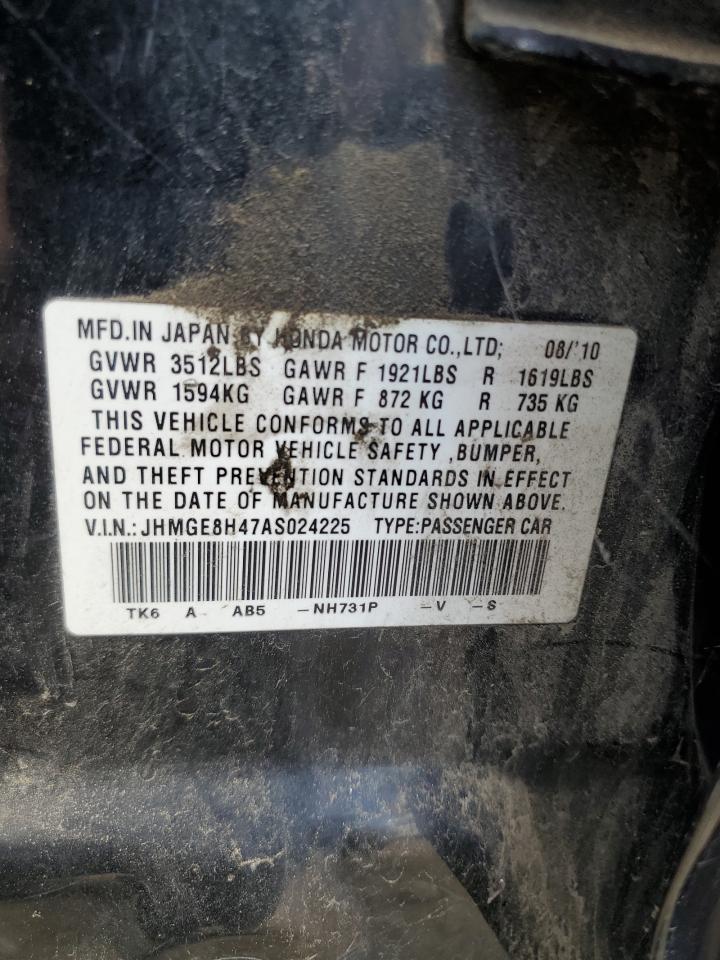 MFD.IN JAPAN BY HONDA MOTOR CO.,LTD; 08/'10
GVWR 3512LBS GAWR F 1921LBS R 1619LBS
GVWR 1594KG GAWR F 872 KG R 735 KG
THIS VEHICLE CONFORMS TO ALL APPLICABLE
FEDERAL MOTOR VEHICLE SAFETY ,BUMPER,
AND THEFT PREVENTION STANDARDS IN EFFECT
ON THE DATE OF MANUFACTURE SHOWN ABOVE.
V.I.N.:JHMGE8H47AS024225 TYPE:PASSENGER CAR
TK6 A AB5 -NH731P -V -S